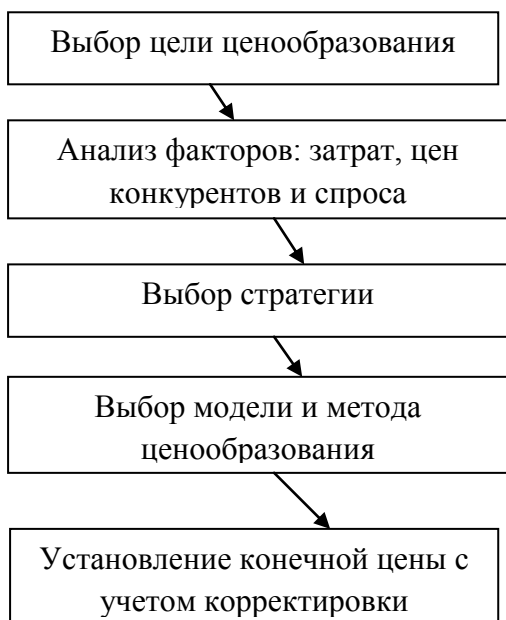 Выбор цели ценообразования
Анализ факторов: затрат, цен
конкурентов и спроса
Выбор стратегии
Выбор модели и метода
ценообразования
Установление конечной цены с
учетом корректировки